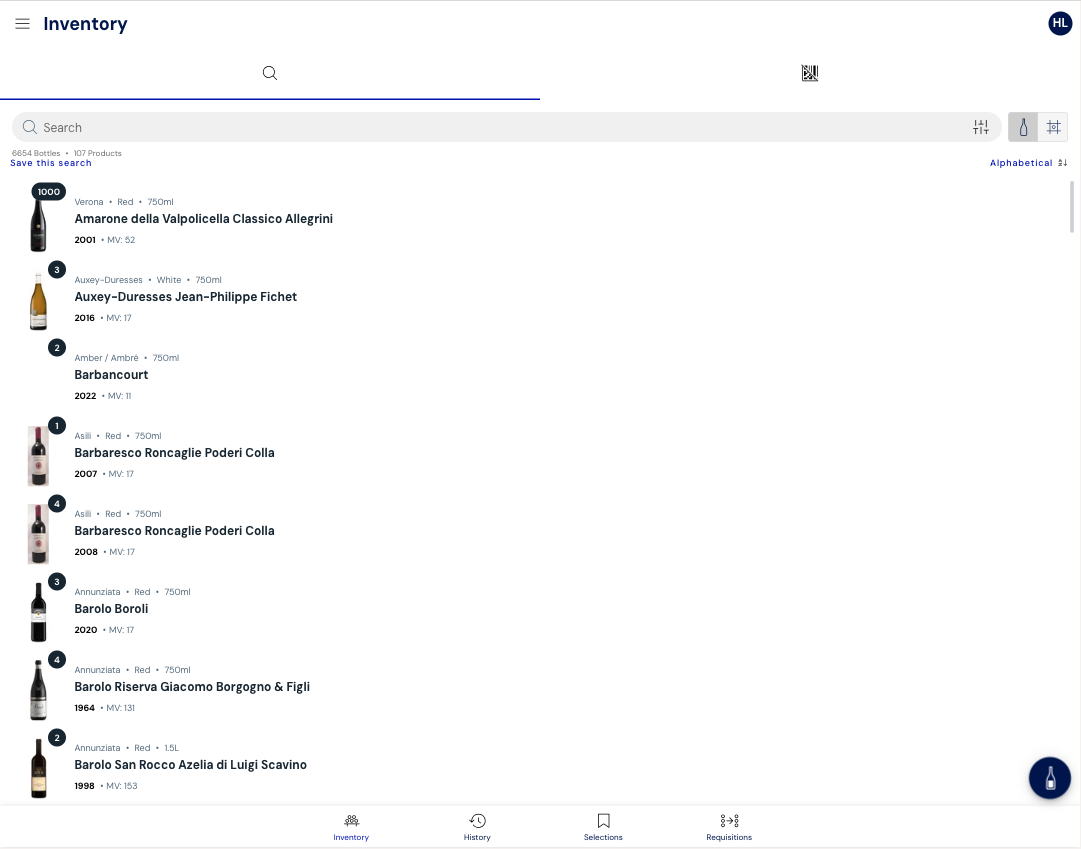 Inventory
HL
Search
6654 Bottles • 107 Products
Save this search
Alphabetical
1000
Verona • Red • 750ml
Amarone della Valpolicella Classico Allegrini
2001 • MV: 52
3
Auxey-Duresses • White • 750ml
Auxey-Duresses Jean-Philippe Fichet
2016 • MV: 17
2
Amber / Ambré • 750ml
Barbancourt
2022 • MV: 11
1
Asili • Red • 750ml
Barbaresco Roncaglie Poderi Colla
2007 • MV: 17
4
Asili • Red • 750ml
Barbaresco Roncaglie Poderi Colla
2008 • MV: 17
3
Annunziata • Red • 750ml
Barolo Boroli
2020 • MV: 17
4
Annunziata • Red • 750ml
Barolo Riserva Giacomo Borgogno & Figli
1964 • MV: 131
2
Annunziata • Red • 1.5L
Barolo San Rocco Azelia di Luigi Scavino
1998 • MV: 153
Inventory
History
Selections
Requisitions